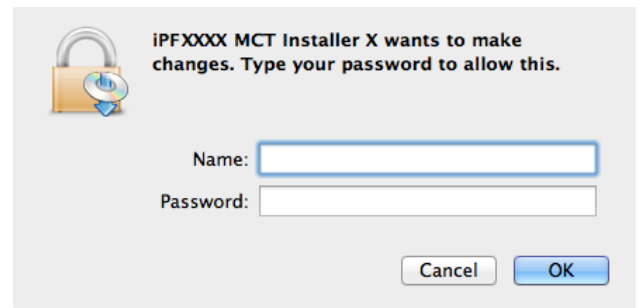 iPFXXXX MCT Installer X wants to make
changes. Type your password to allow this.
Name:
Password:
Cancel OK